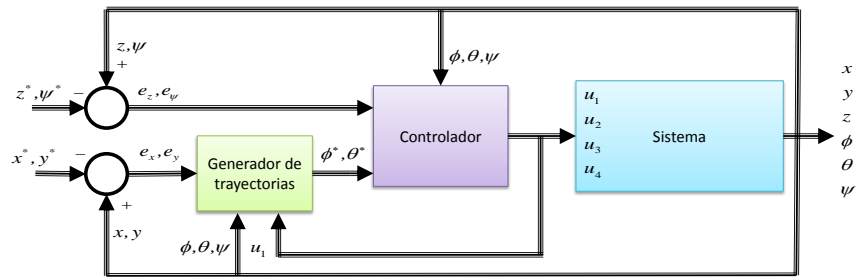 z,ψ
+
ϕ,θ,ψ
x
y
z
ϕ
θ
ψ
z*,ψ*
−
e_z,e_ψ
Controlador
u_1
u_2
u_3
u_4
Sistema
x*,y*
−
e_x,e_y
Generador de
trayectorias
ϕ*,θ*
+
x,y
ϕ,θ,ψ
u_1